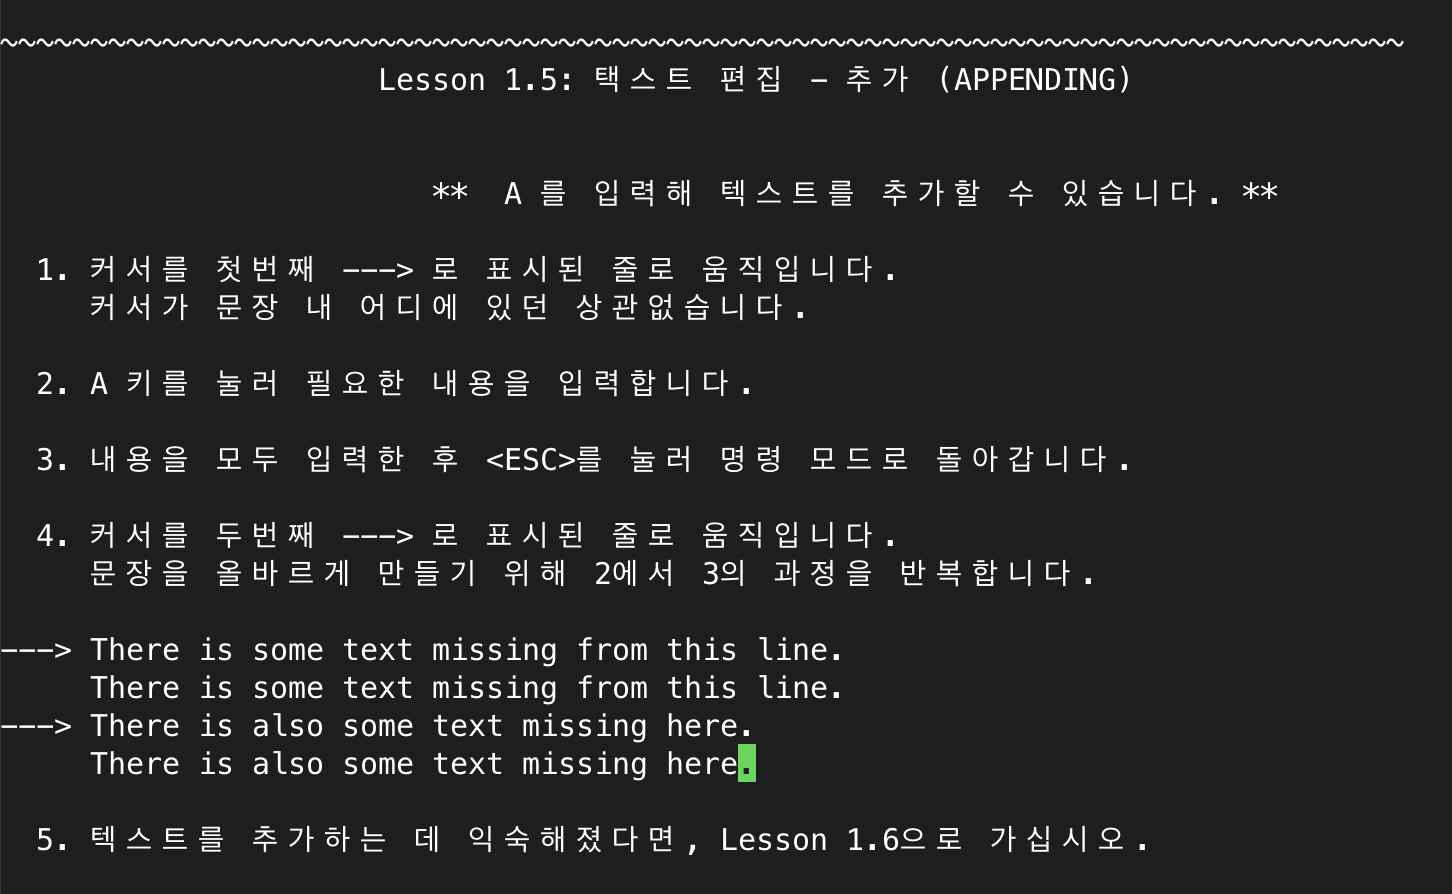 ~~~~~~~~~~~~~~~~~~~~~~~~~~~~~~~~~~~~~~~~~~~~~~~~~~~~~~~~~~~~~~~~~~~~~~~~~~~~~~
Lesson 1.5: 택스트 편집 - 추가 (APPENDING)
** A 를 입력해 텍스트를 추가할 수 있습니다. **
1. 커서를 첫번째 ---> 로 표시된 줄로 움직입니다.
커서가 문장 내 어디에 있던 상관없습니다.
2. A 키를 눌러 필요한 내용을 입력합니다.
3. 내용을 모두 입력한 후 <ESC>를 눌러 명령 모드로 돌아갑니다.
4. 커서를 두번째 ---> 로 표시된 줄로 움직입니다.
문장을 올바르게 만들기 위해 2에서 3의 과정을 반복합니다.
---> There is some text missing from this line.
There is some text missing from this line.
---> There is also some text missing here.
There is also some text missing here.
5. 텍스트를 추가하는 데 익숙해졌다면, Lesson 1.6으로 가십시오.